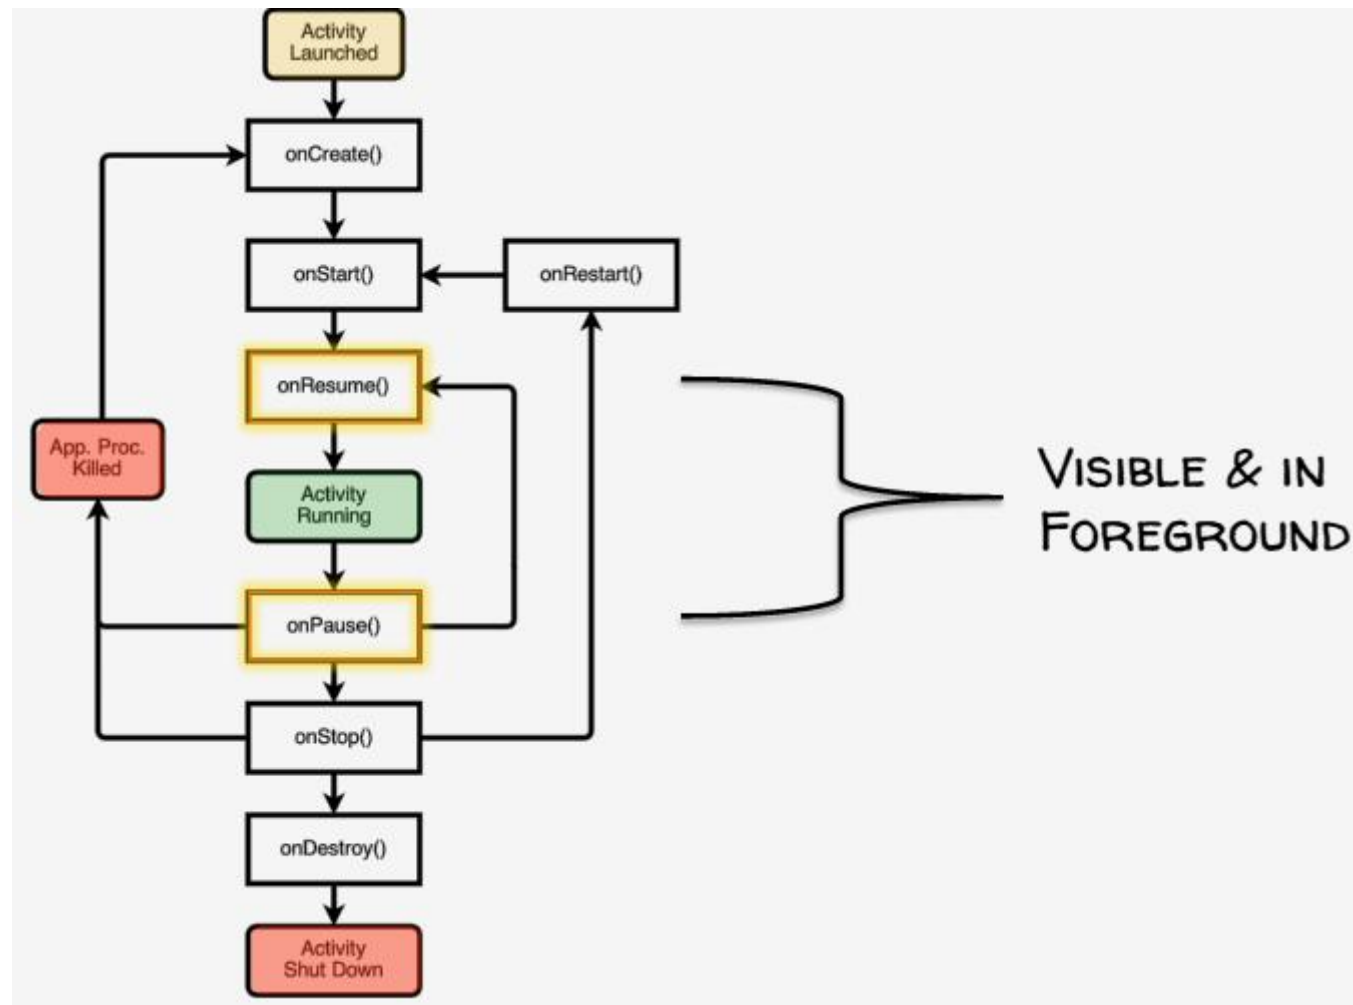 Activity
Launched
onCreate()
onStart()
onRestart()
onResume()
App. Proc.
Killed
Activity
Running
VISIBLE & IN
FOREGROUND
onPause()
onStop()
onDestroy()
Activity
Shut Down